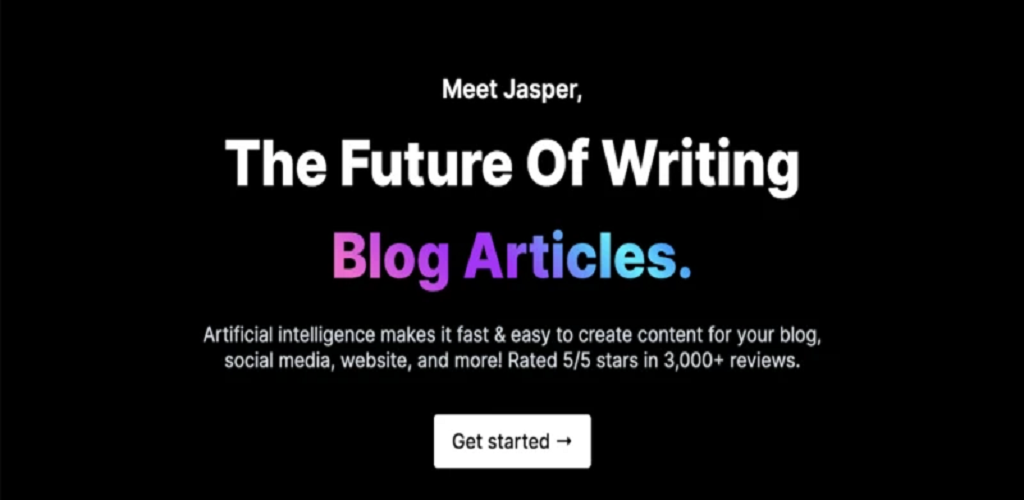 Meet Jasper,
The Future Of Writing
Blog Articles.
Artificial intelligence makes it fast & easy to create content for your blog,
social media, website, and more! Rated 5/5 stars in 3,000+ reviews.
Get started →